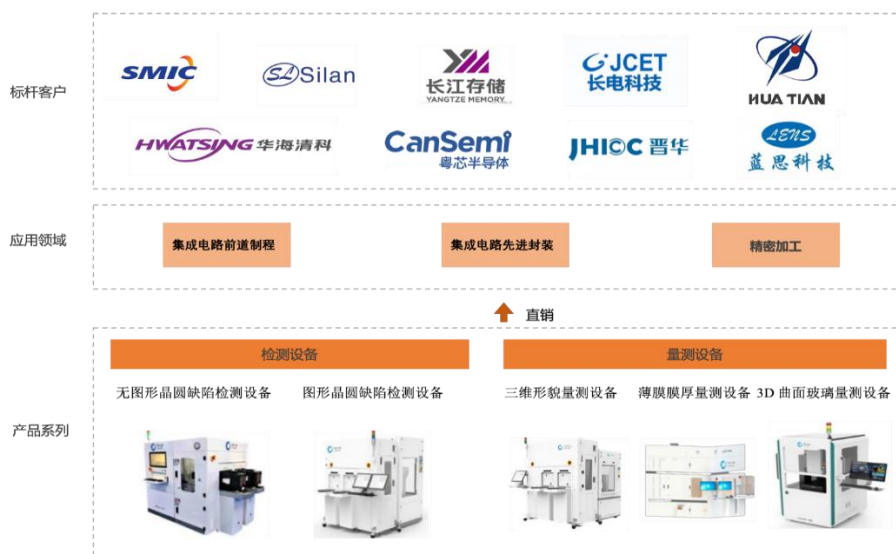 标杆客户
SMIC
SL Silan
YM
长江存储
YANGTZE MEMORY
JCET
长电科技
HUA TIAN
HWATSING 华海清科
CanSemi
粤芯半导体
JHICC 晋华
LENS
蓝思科技
应用领域
集成电路前道制程
集成电路先进封装
精密加工
直销
产品系列
检测设备
量测设备
无图形晶圆缺陷检测设备
图形晶圆缺陷检测设备
三维形貌量测设备
薄膜膜厚量测设备
3D 曲面玻璃量测设备